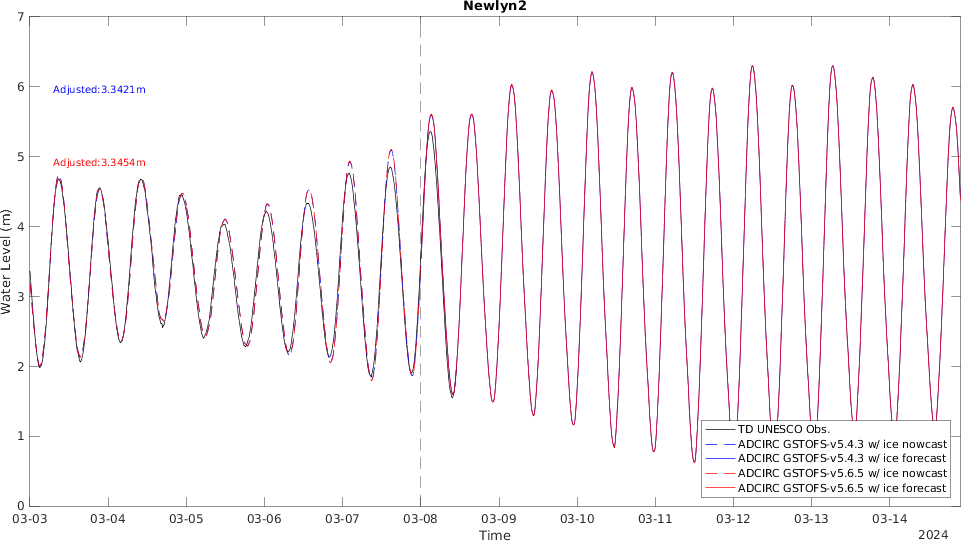 Newlyn2
7
6
5
4
3
2
1
0
Water Level (m)
Adjusted:3.3421m
Adjusted:3.3454m
TD UNESCO Obs.
ADCIRC GSTOFS-v5.4.3 w/ ice nowcast
ADCIRC GSTOFS-v5.4.3 w/ ice forecast
ADCIRC GSTOFS-v5.6.5 w/ ice nowcast
ADCIRC GSTOFS-v5.6.5 w/ ice forecast
03-03 03-04 03-05 03-06 03-07 03-08 03-09 03-10 03-11 03-12 03-13 03-14
Time
2024